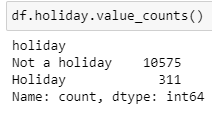 df.holiday.value_counts()
holiday
Not a holiday    10575
Holiday            311
Name: count, dtype: int64